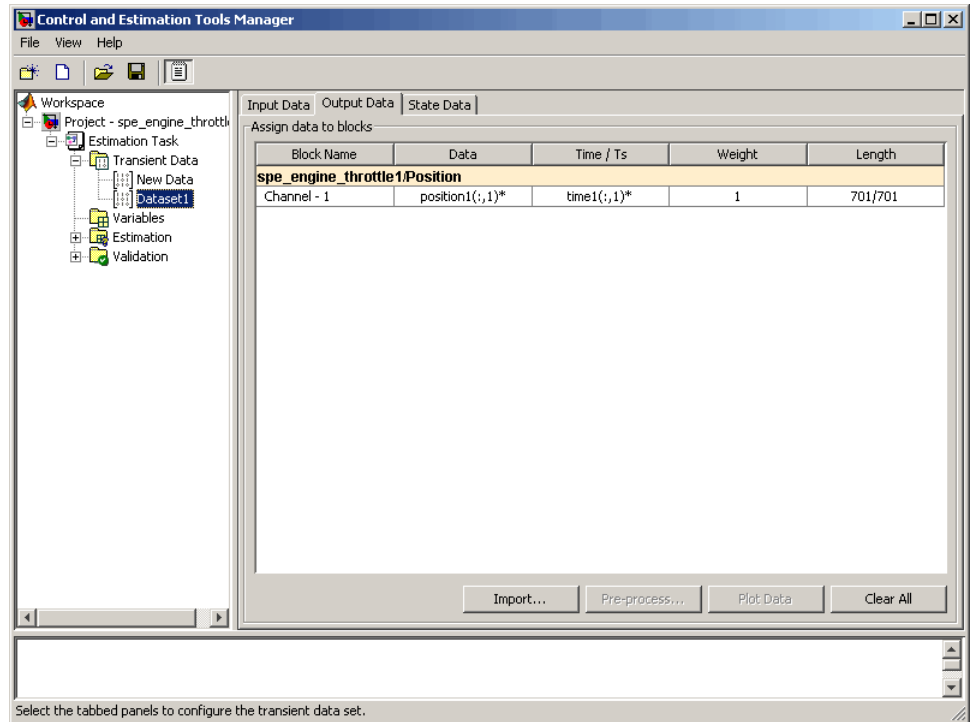 Control and Estimation Tools Manager
File View Help
Workspace
Project - spe_engine_throttl
Estimation Task
Transient Data
New Data
Dataset1
Variables
Estimation
Validation
Input Data Output Data State Data
Assign data to blocks
Block Name Data Time / Ts Weight Length
spe_engine_throttle1/Position
Channel - 1 position1(:,1)* time1(:,1)* 1 701/701
Import... Pre-process... Plot Data Clear All
Select the tabbed panels to configure the transient data set.